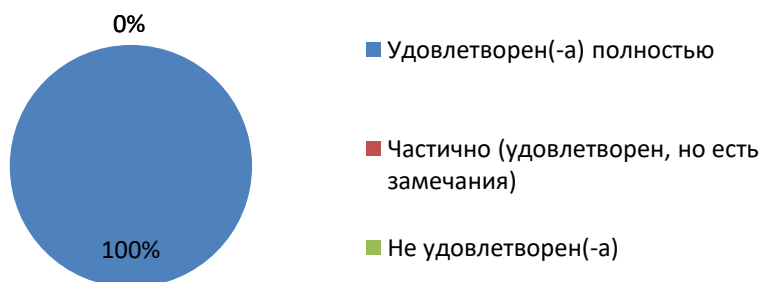 0%
Удовлетворен(-а) полностью
Частично (удовлетворен, но есть
замечания)
100%
Не удовлетворен(-а)